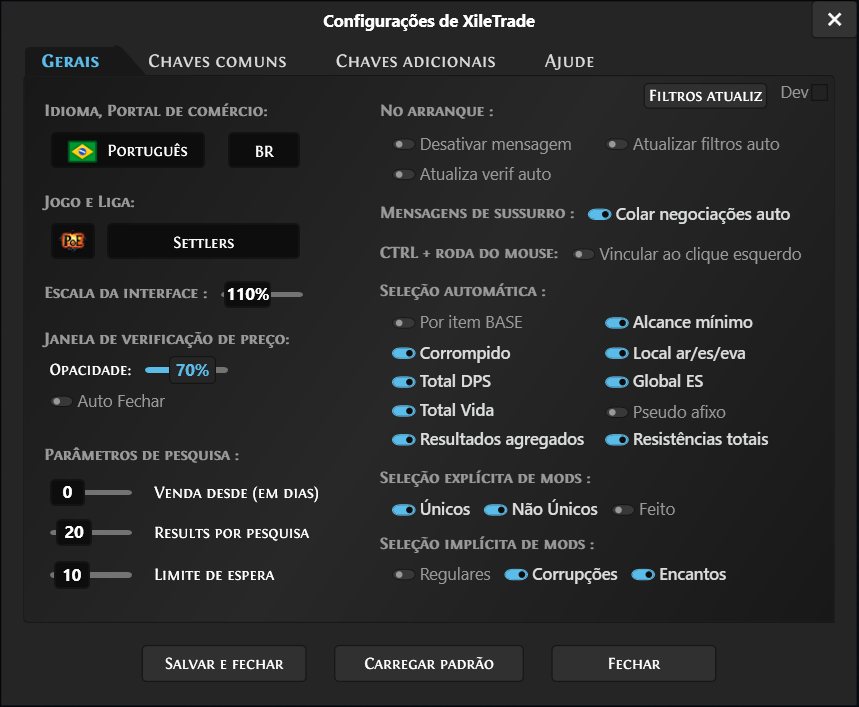 Configurações de XileTrade
Gerais Chaves comuns Chaves adicionais Ajude
Filtros atualiz Dev
Idioma, Portal de comércio:
Português BR
Jogo e Liga:
PoE Settlers
Escala da interface : 110%
Janela de verificação de preço:
Opacidade: 70%
Auto Fechar
Parâmetros de pesquisa :
0 Venda desde (em dias)
20 Results por pesquisa
10 Limite de espera
No arranque :
Desativar mensagem Atualizar filtros auto
Atualiza verif auto
Mensagens de sussurro : Colar negociações auto
CTRL + roda do mouse: Vincular ao clique esquerdo
Seleção automática :
Por item BASE Alcance mínimo
Corrompido Local ar/es/eva
Total DPS Global ES
Total Vida Pseudo afixo
Resultados agregados Resistências totais
Seleção explícita de mods :
Únicos Não Únicos Feito
Seleção implícita de mods :
Regulares Corrupções Encantos
Salvar e fechar Carregar padrão Fechar